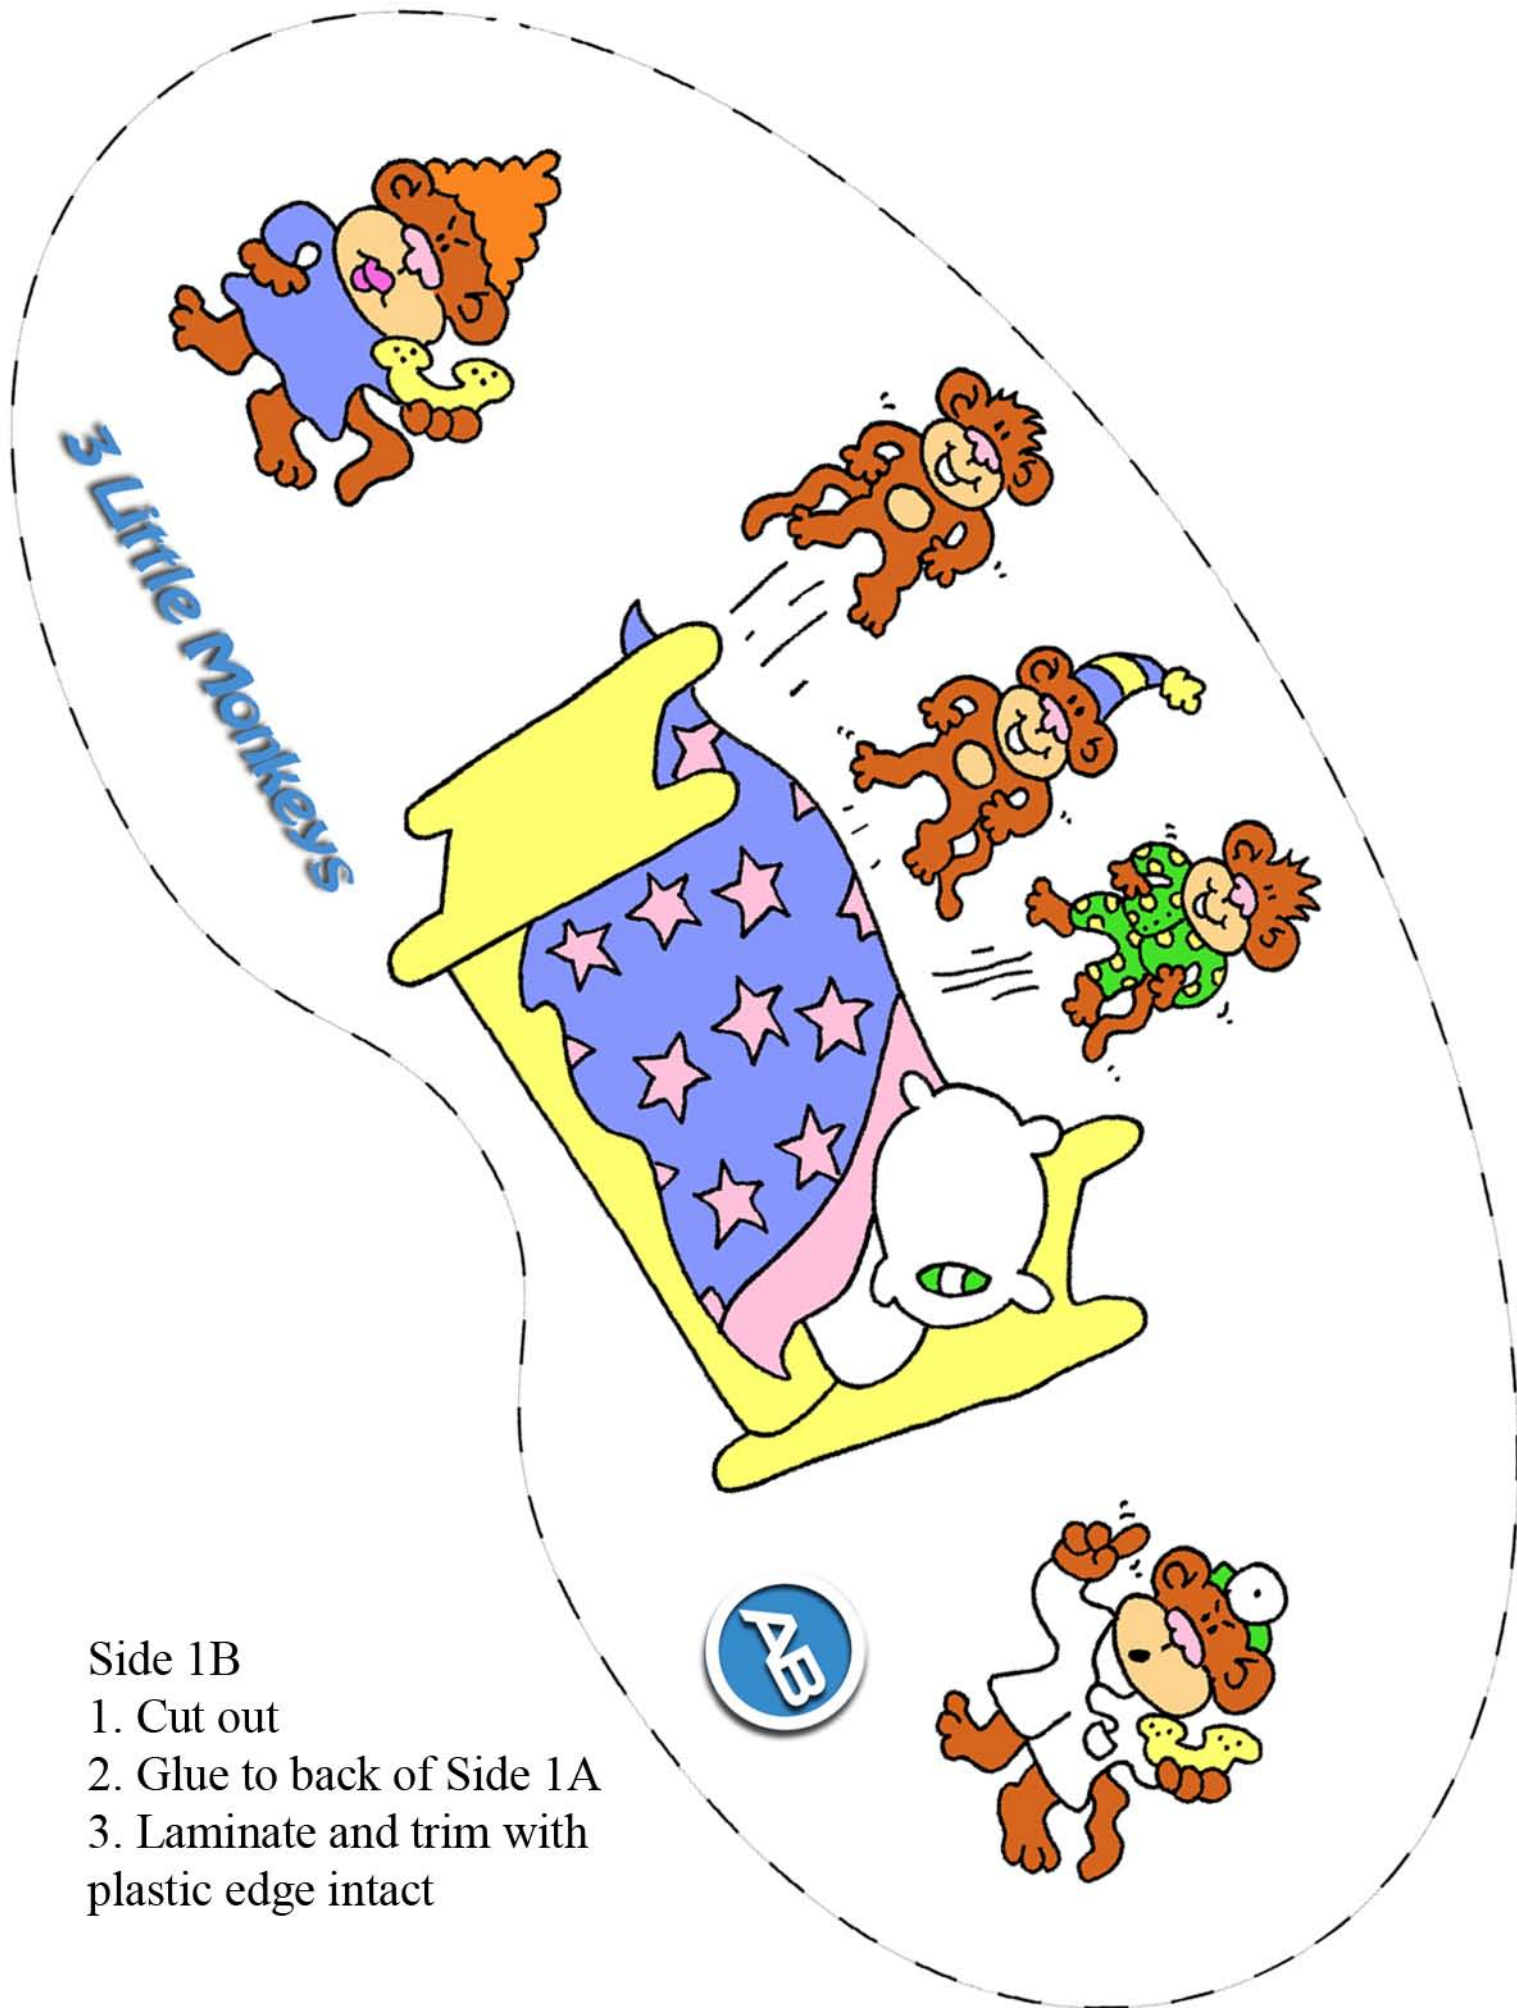 3 Little Monkeys
AB
Side 1B
1. Cut out
2. Glue to back of Side 1A
3. Laminate and trim with
plastic edge intact